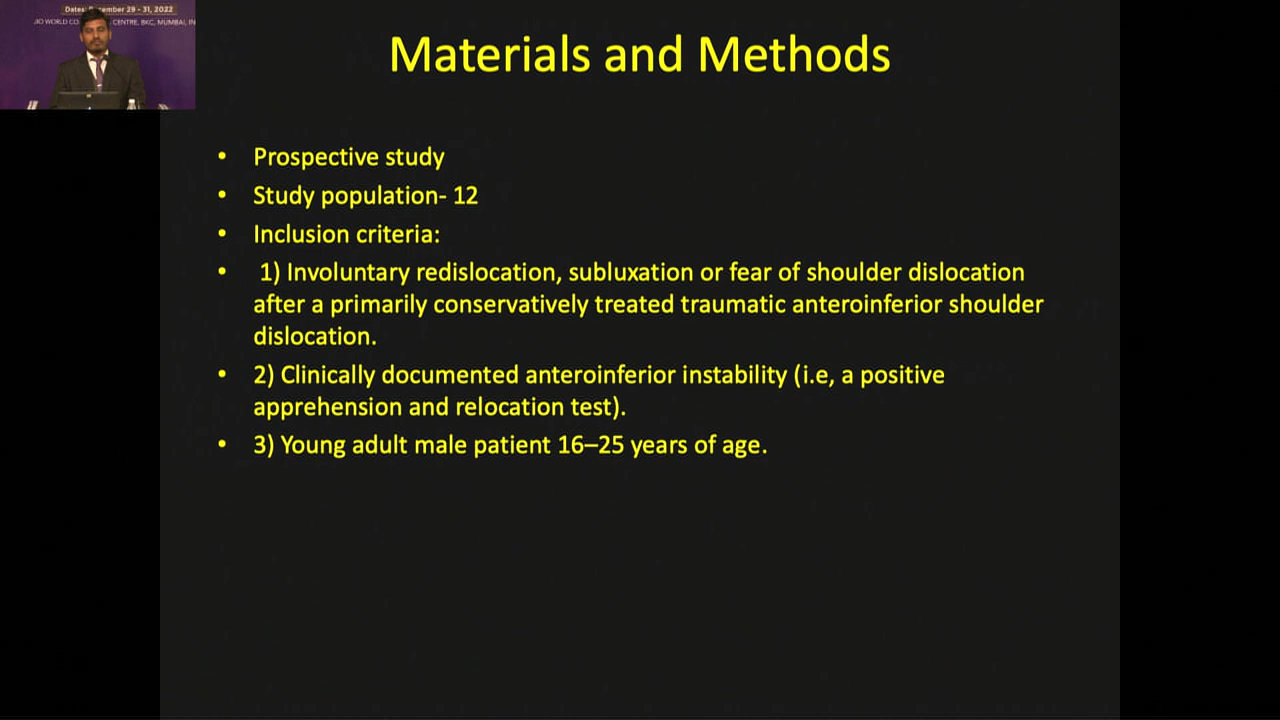 Dates: ember 29 - 31, 2022
JIO WORLD CO CENTRE, BKC, MUMBAI, IN
Materials and Methods
• Prospective study
• Study population- 12
• Inclusion criteria:
• 1) Involuntary redislocation, subluxation or fear of shoulder dislocation
after a primarily conservatively treated traumatic anteroinferior shoulder
dislocation.
• 2) Clinically documented anteroinferior instability (i.e, a positive
apprehension and relocation test).
• 3) Young adult male patient 16–25 years of age.